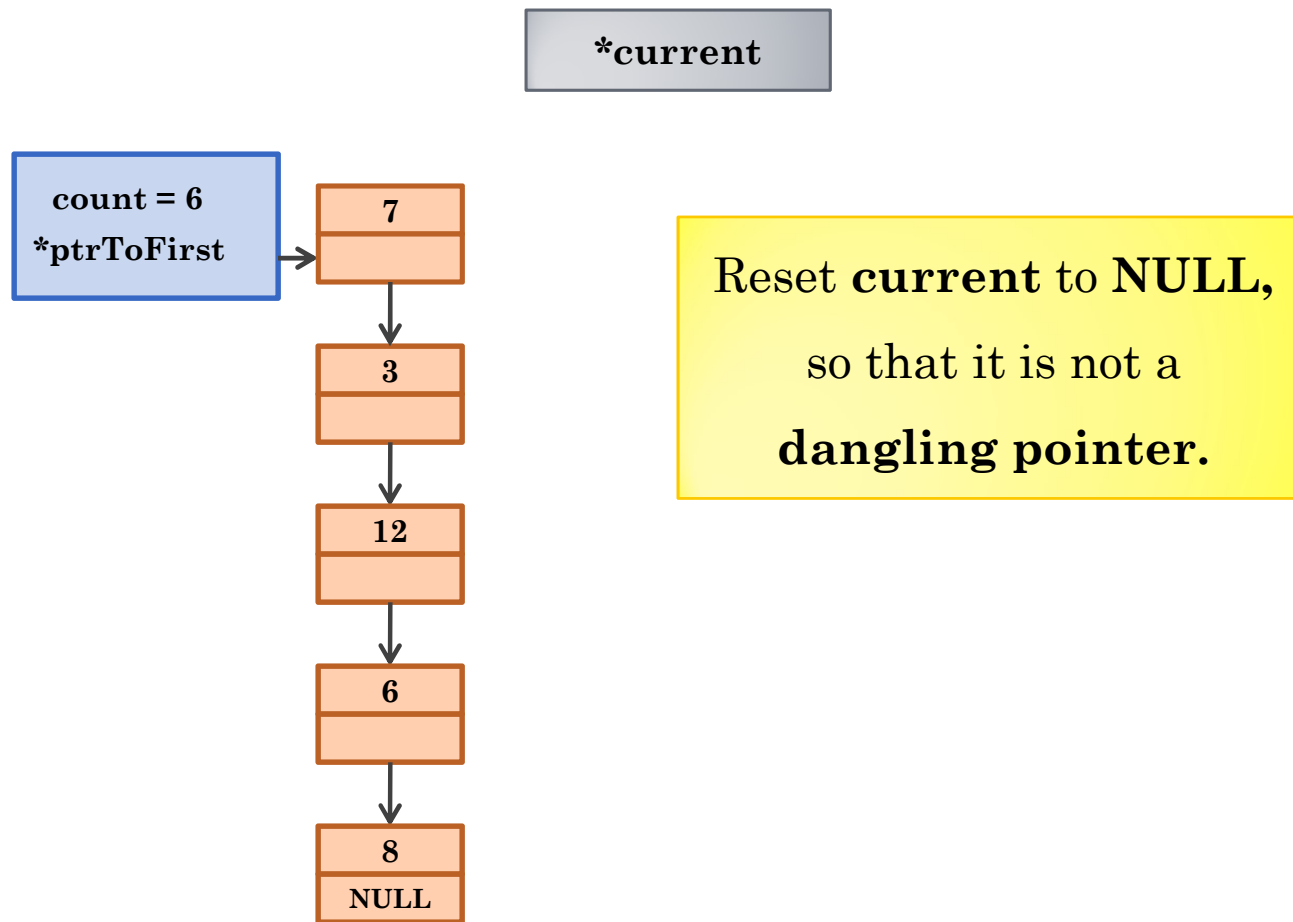 *current
count = 6
*ptrToFirst
7
3
12
6
8
NULL
Reset current to NULL,
so that it is not a
dangling pointer.